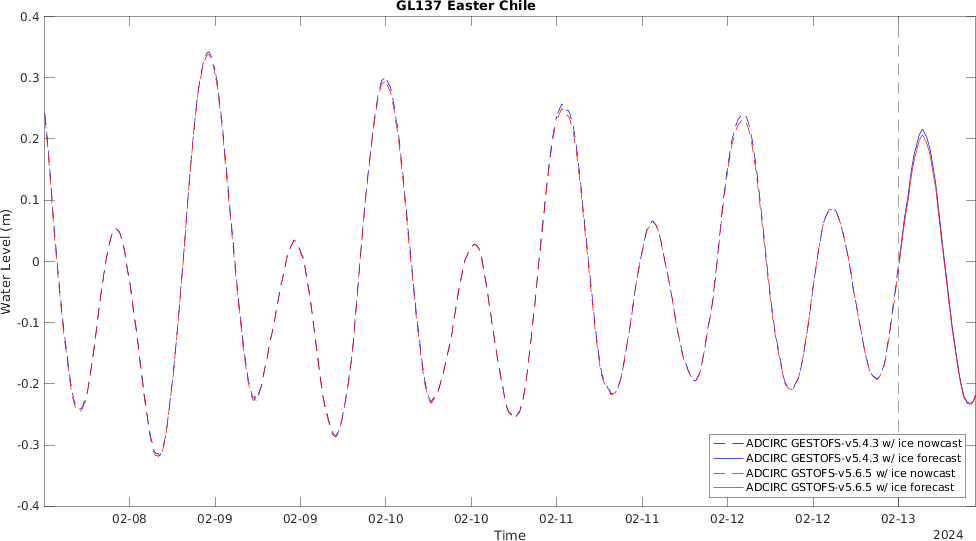 GL137 Easter Chile
0.4
0.3
0.2
0.1
0
-0.1
-0.2
-0.3
-0.4
Water Level (m)
ADCIRC GESTOFS-v5.4.3 w/ ice nowcast
ADCIRC GESTOFS-v5.4.3 w/ ice forecast
ADCIRC GSTOFS-v5.6.5 w/ ice nowcast
ADCIRC GSTOFS-v5.6.5 w/ ice forecast
02-08 02-09 02-09 02-10 02-10 02-11 02-11 02-12 02-12 02-13
Time
2024